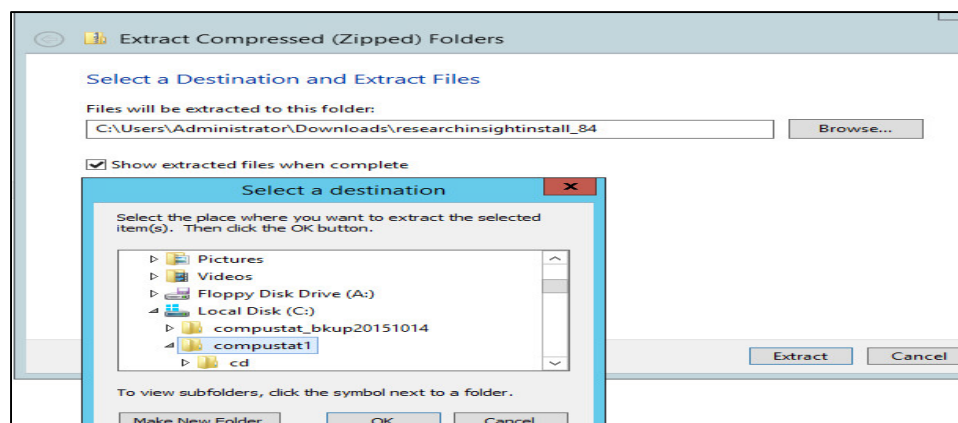 Extract Compressed (Zipped) Folders
Select a Destination and Extract Files
Files will be extracted to this folder:
C:\Users\Administrator\Downloads\researchinsightinstall_84
Browse...
Show extracted files when complete
Select a destination
Select the place where you want to extract the selected
item(s). Then click the OK button.
Pictures
Videos
Floppy Disk Drive (A:)
Local Disk (C:)
compustat_bkup20151014
compustat1
cd
To view subfolders, click the symbol next to a folder.
Make New Folder
OK
Cancel
Extract
Cancel